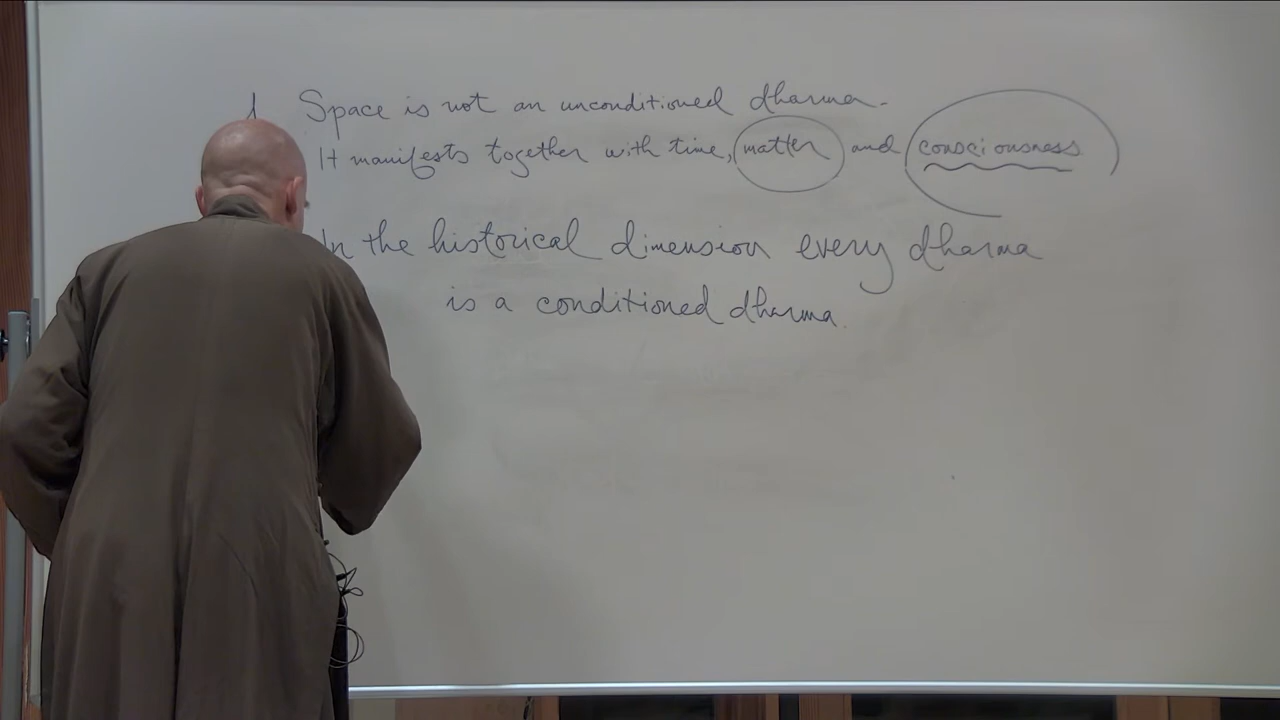 1 Space is not an unconditioned dharma.
It manifests together with time, matter and consciousness
In the historical dimension every dharma
is a conditioned dharma.